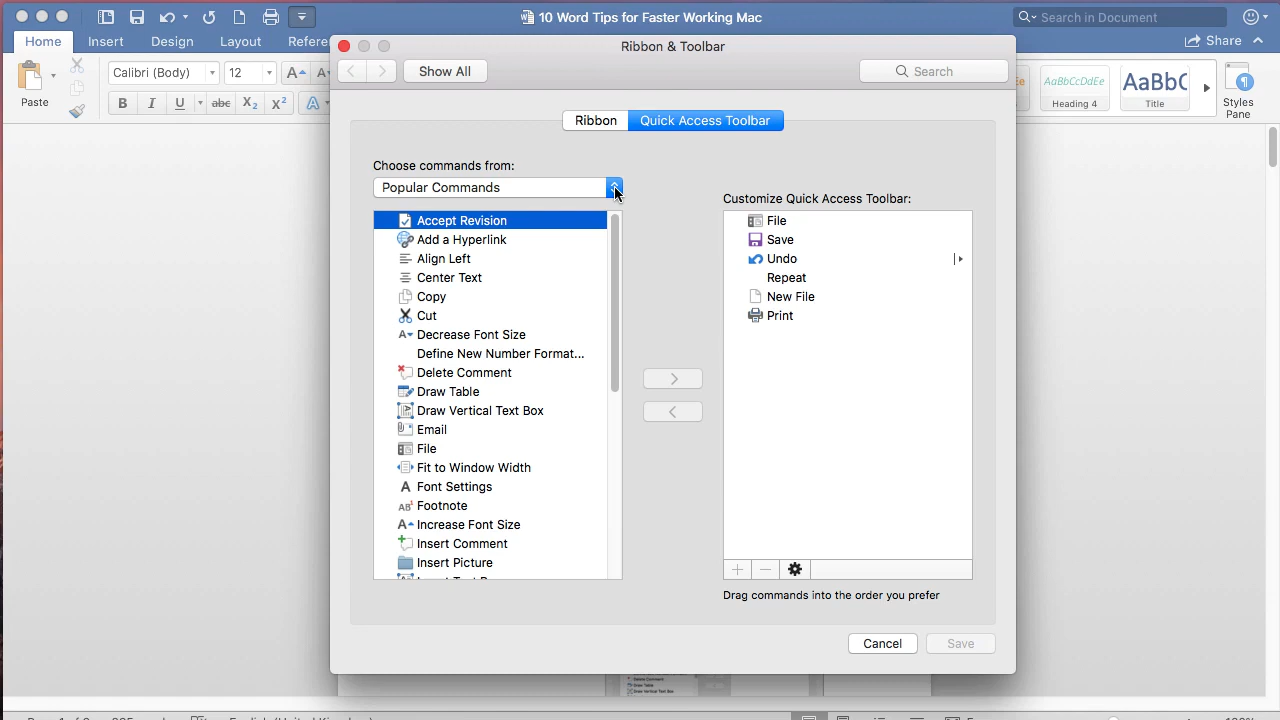 10 Word Tips for Faster Working Mac
Search in Document
Home
Insert
Design
Layout
Share
Paste
Calibri (Body)
12
B I U abc X2 X2 A
AaBbCcDdEe
Heading 4
AaBbC
Title
Styles
Pane
Ribbon & Toolbar
Show All
Search
Ribbon
Quick Access Toolbar
Choose commands from:
Popular Commands
Accept Revision
Add a Hyperlink
Align Left
Center Text
Copy
Cut
Decrease Font Size
Define New Number Format...
Delete Comment
Draw Table
Draw Vertical Text Box
Email
File
Fit to Window Width
Font Settings
Footnote
Increase Font Size
Insert Comment
Insert Picture
Customize Quick Access Toolbar:
File
Save
Undo
Repeat
New File
Print
Drag commands into the order you prefer
Cancel
Save